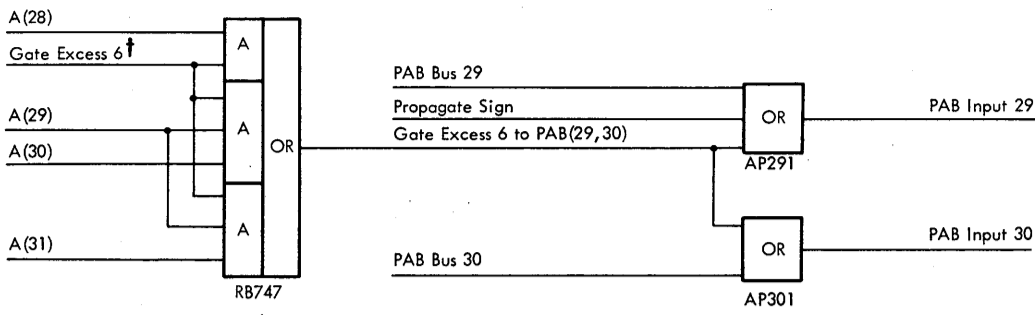 A(28)
Gate Excess 6†
A(29)
A(30)
A(31)
A
A
A
OR
RB747
PAB Bus 29
Propagate Sign
Gate Excess 6 to PAB(29,30)
PAB Bus 30
OR
AP291
OR
AP301
PAB Input 29
PAB Input 30